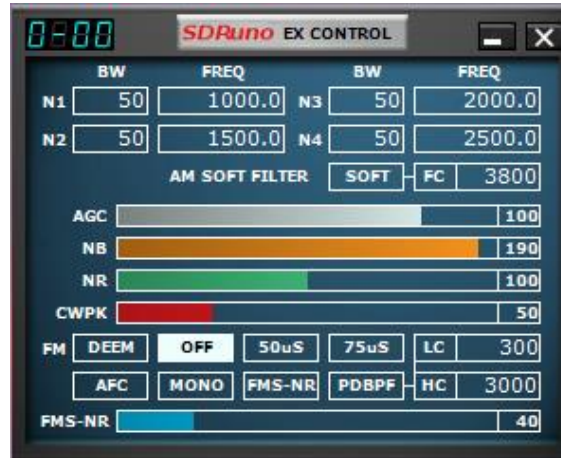 0-00 SDRuno EX CONTROL
BW FREQ BW FREQ
N1 50 1000.0 N3 50 2000.0
N2 50 1500.0 N4 50 2500.0
AM SOFT FILTER SOFT FC 3800
AGC 100
NB 190
NR 100
CWPK 50
FM DEEM OFF 50uS 75uS LC 300
AFC MONO FMS-NR PDBPF HC 3000
FMS-NR 40